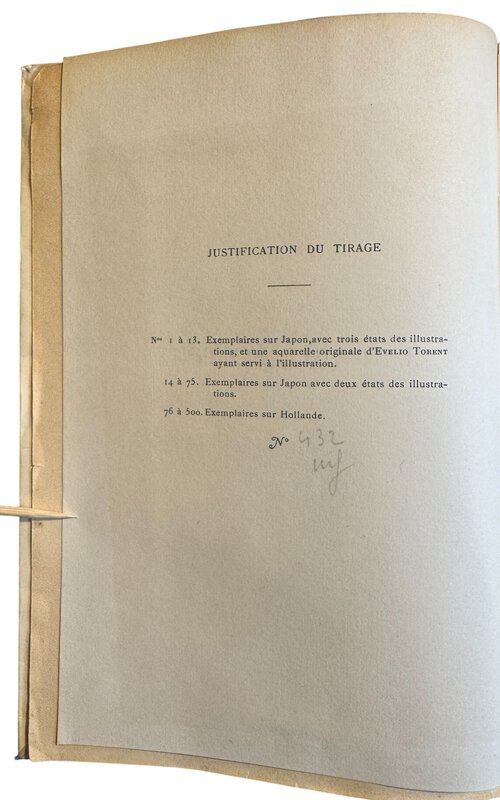 JUSTIFICATION DU TIRAGE
Nos 1 à 13. Exemplaires sur Japon, avec trois états des illustra-
tions, et une aquarelle originale d'EVELIO TORENT
ayant servi à l'illustration.
14 à 75. Exemplaires sur Japon avec deux états des illustra-
tions.
76 à 500. Exemplaires sur Hollande.
No 432